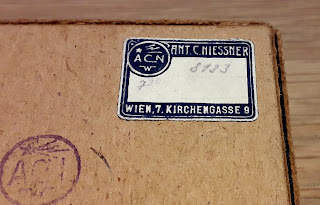 ANT. C. NIESSNER
A.C.N
W
8133
WIEN, 7. KIRCHENGASSE 9
ACN